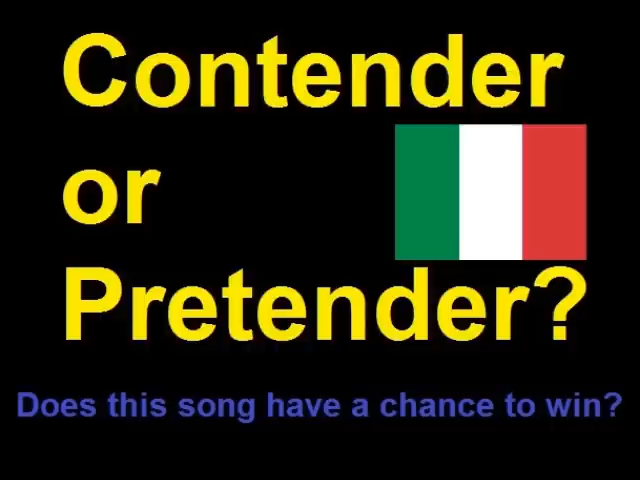 Contender
or
Pretender?
Does this song have a chance to win?